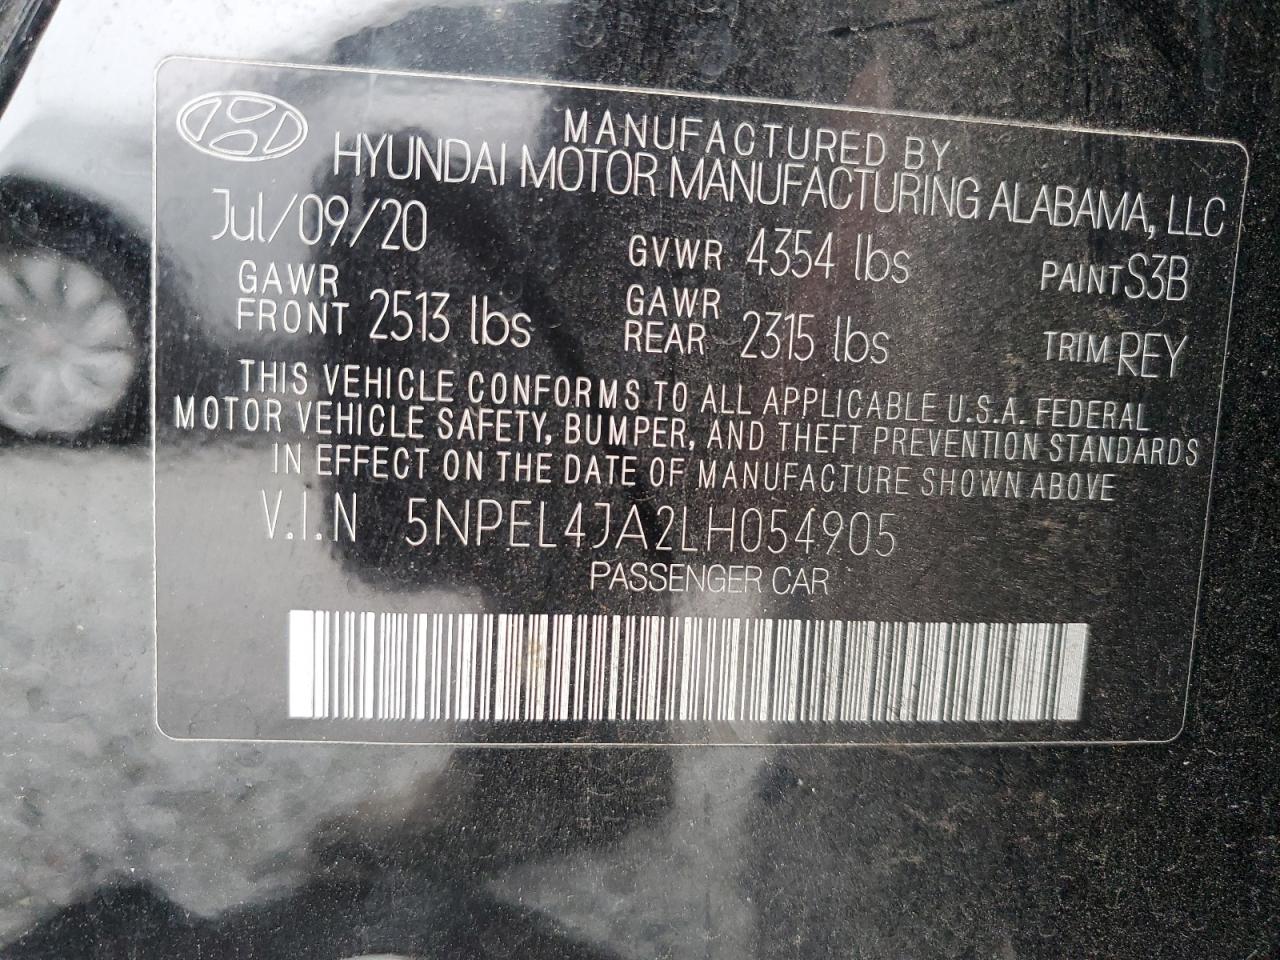 MANUFACTURED BY
HYUNDAI MOTOR MANUFACTURING ALABAMA, LLC
Jul/09/20 GVWR 4354 lbs PAINT S3B
GAWR FRONT 2513 lbs GAWR REAR 2315 lbs TRIM REY
THIS VEHICLE CONFORMS TO ALL APPLICABLE U.S.A. FEDERAL
MOTOR VEHICLE SAFETY, BUMPER, AND THEFT PREVENTION STANDARDS
IN EFFECT ON THE DATE OF MANUFACTURE SHOWN ABOVE
V.I.N 5NPEL4JA2LH054905
PASSENGER CAR